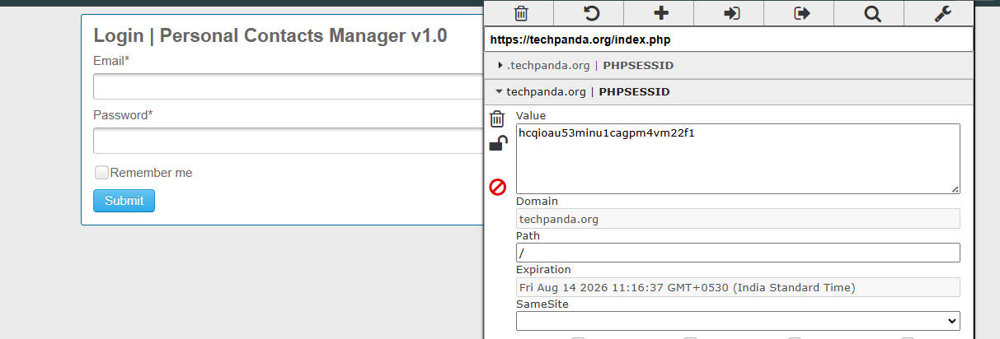 Login | Personal Contacts Manager v1.0
Email*
Password*
Remember me
Submit
https://techpanda.org/index.php
.techpanda.org | PHPSESSID
techpanda.org | PHPSESSID
Value
hcqioau53minu1cagpm4vm22f1
Domain
techpanda.org
Path
/
Expiration
Fri Aug 14 2026 11:16:37 GMT+0530 (India Standard Time)
SameSite